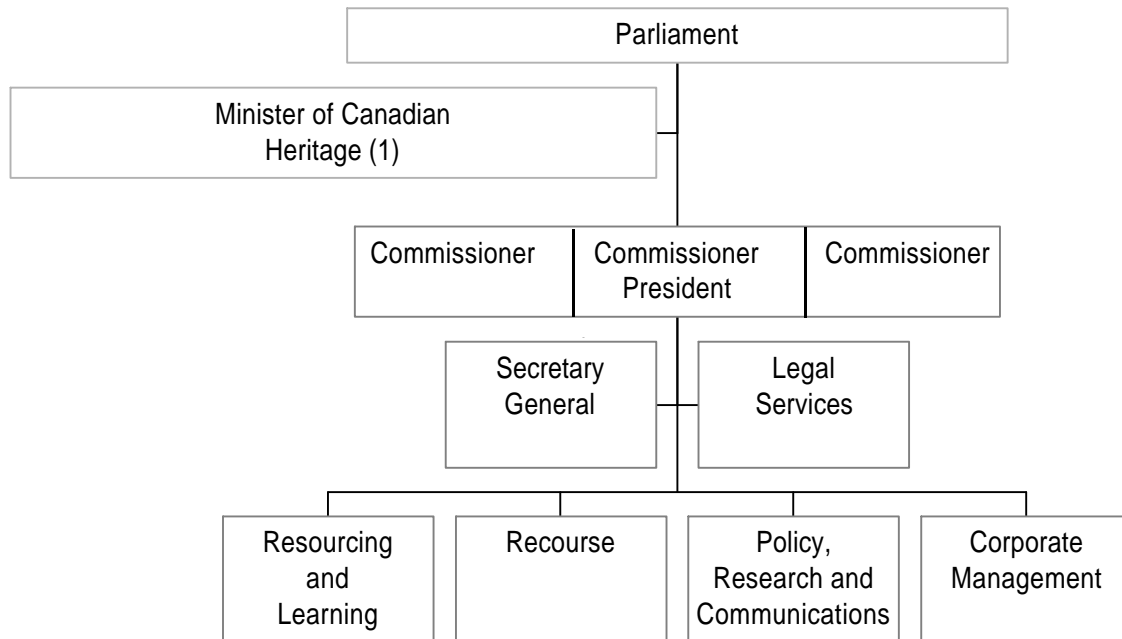 Parliament
Minister of Canadian
Heritage (1)
Commissioner
Commissioner
President
Commissioner
Secretary
General
Legal
Services
Resourcing
and
Learning
Recourse
Policy,
Research and
Communications
Corporate
Management